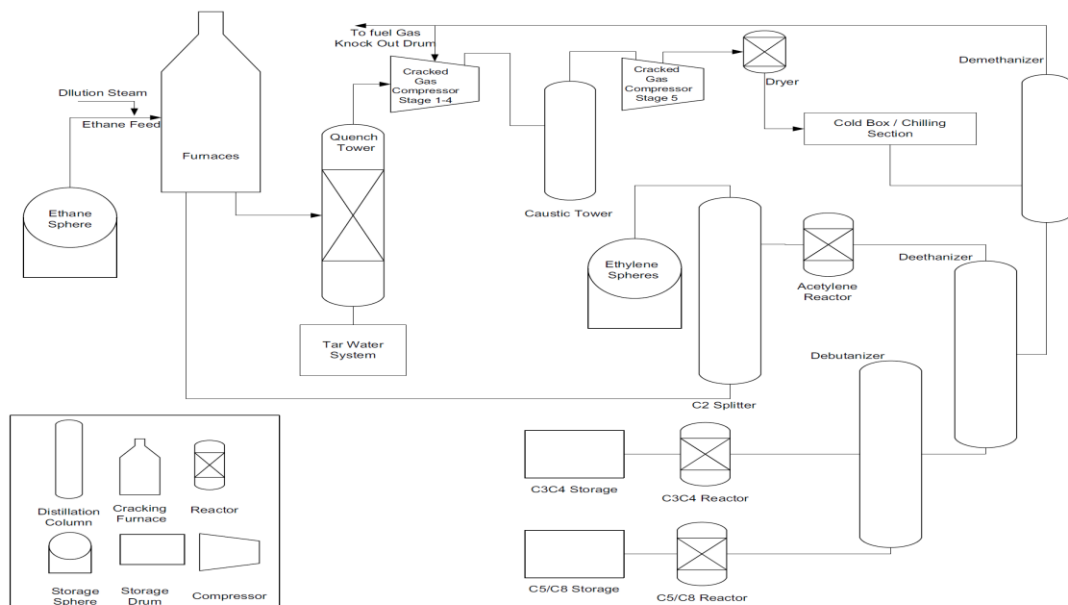 To fuel Gas
Knock Out Drum
Demethanizer
Cracked
Gas
Compressor
Stage 1-4
Cracked
Gas
Compressor
Stage 5
Dryer
Dilution Steam
Ethane Feed
Cold Box / Chilling
Section
Quench
Tower
Furnaces
Ethane
Sphere
Caustic Tower
Ethylene
Spheres
Deethanizer
Acetylene
Reactor
Tar Water
System
Debutanizer
C2 Splitter
C3C4 Storage
C3C4 Reactor
C5/C8 Storage
C5/C8 Reactor
Distillation
Column
Cracking
Furnace
Reactor
Storage
Sphere
Storage
Drum
Compressor